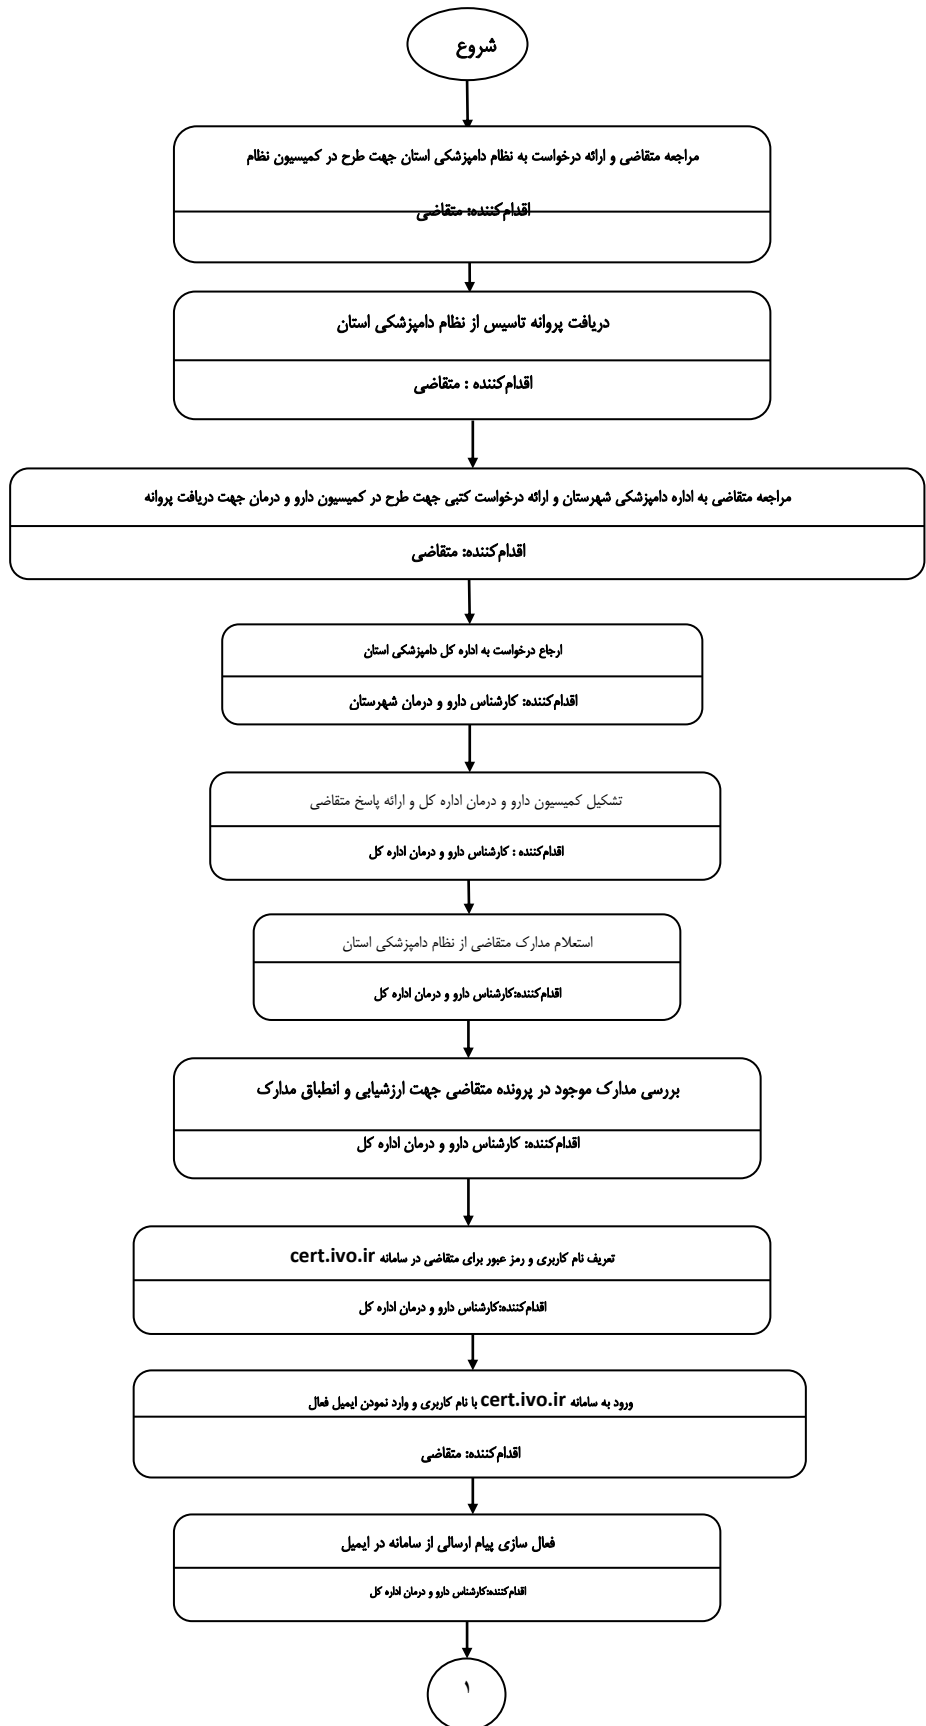 شروع
مراجعه متقاضی و ارائه درخواست به نظام دامپزشکی استان جهت طرح در کمیسیون نظام
اقدام‌کننده: متقاضی
دریافت پروانه تاسیس از نظام دامپزشکی استان
اقدام‌کننده : متقاضی
مراجعه متقاضی به اداره دامپزشکی شهرستان و ارائه درخواست کتبی جهت طرح در کمیسیون دارو و درمان جهت دریافت پروانه
اقدام‌کننده: متقاضی
ارجاع درخواست به اداره کل دامپزشکی استان
اقدام‌کننده: کارشناس دارو و درمان شهرستان
تشکیل کمیسیون دارو و درمان اداره کل و ارائه پاسخ متقاضی
اقدام‌کننده : کارشناس دارو و درمان اداره کل
استعلام مدارک متقاضی از نظام دامپزشکی استان
اقدام‌کننده:کارشناس دارو و درمان اداره کل
بررسی مدارک موجود در پرونده متقاضی جهت ارزشیابی و انطباق مدارک
اقدام‌کننده: کارشناس دارو و درمان اداره کل
تعریف نام کاربری و رمز عبور برای متقاضی در سامانه cert.ivo.ir
اقدام‌کننده:کارشناس دارو و درمان اداره کل
ورود به سامانه cert.ivo.ir با نام کاربری و وارد نمودن ایمیل فعال
اقدام‌کننده: متقاضی
فعال سازی پیام ارسالی از سامانه در ایمیل
اقدام‌کننده:کارشناس دارو و درمان اداره کل
۱